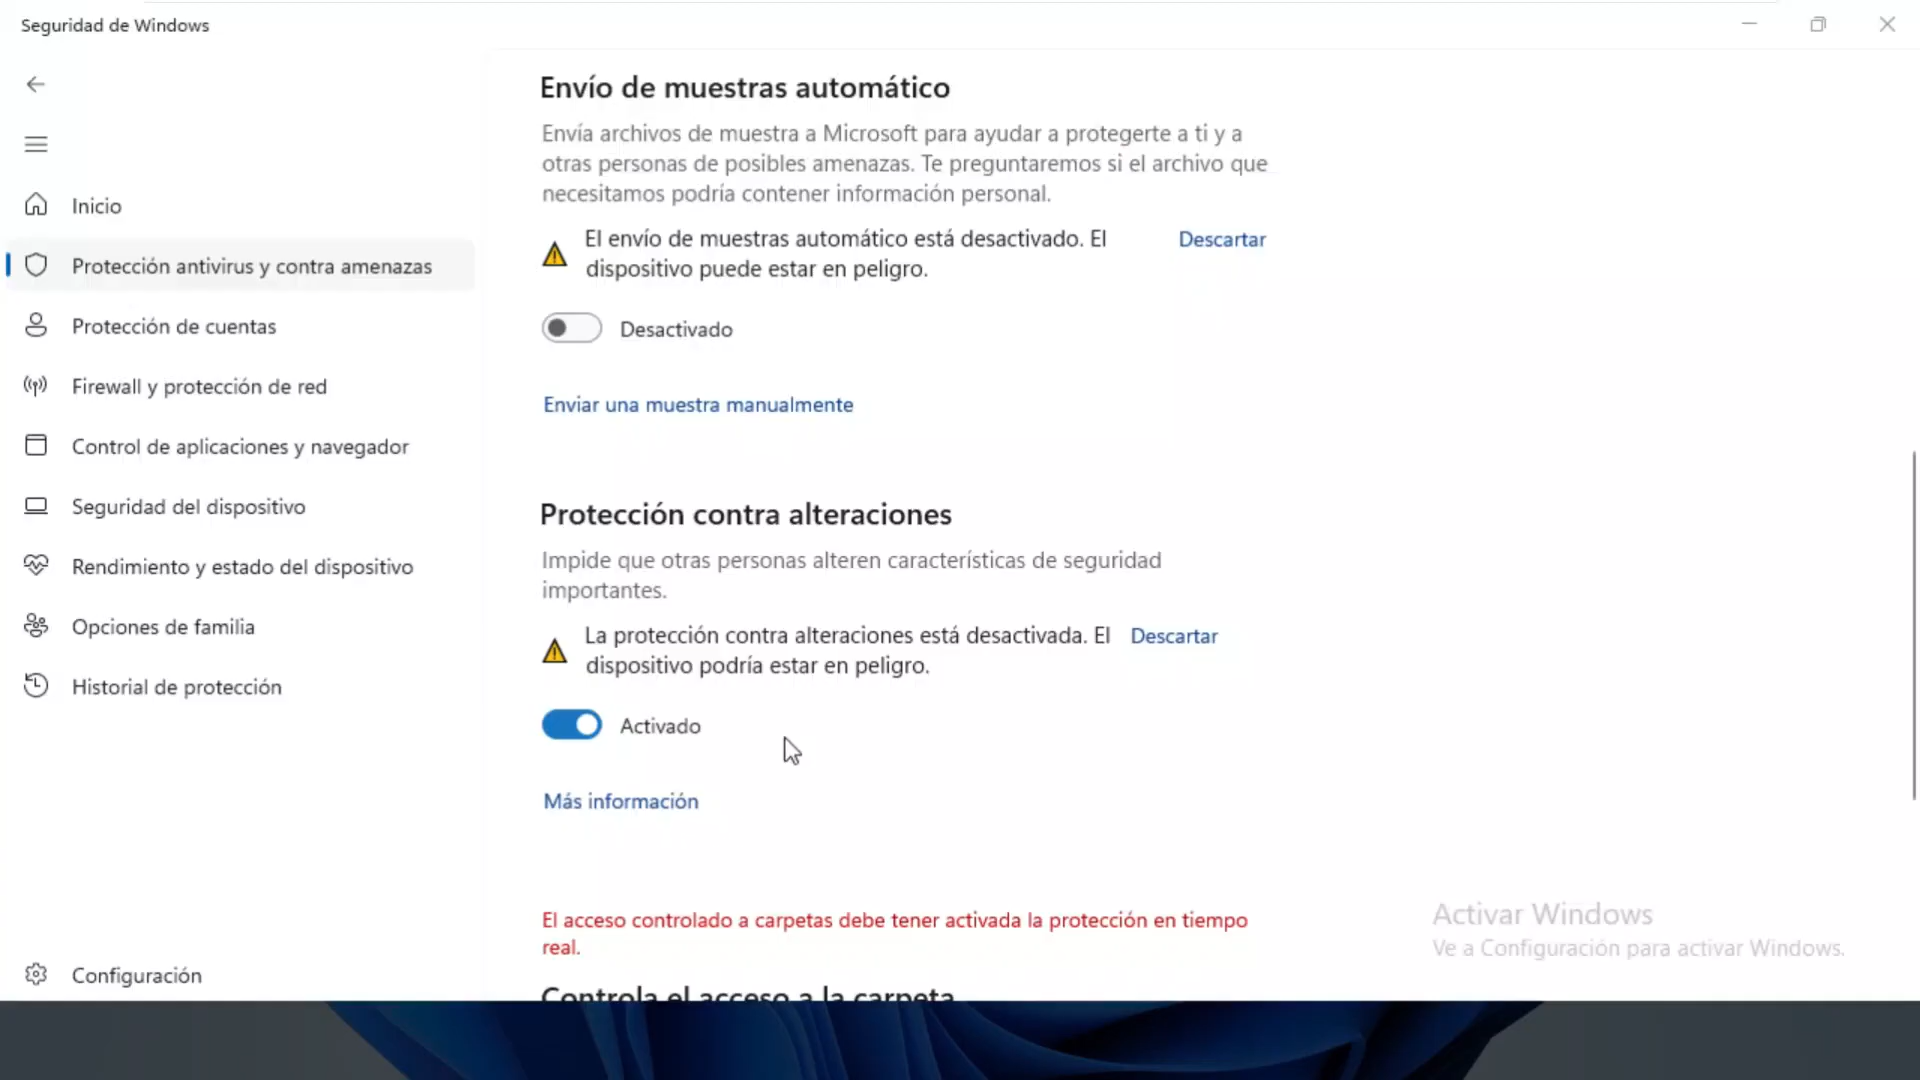 Seguridad de Windows
Inicio
Protección antivirus y contra amenazas
Protección de cuentas
Firewall y protección de red
Control de aplicaciones y navegador
Seguridad del dispositivo
Rendimiento y estado del dispositivo
Opciones de familia
Historial de protección
Configuración
Envío de muestras automático
Envía archivos de muestra a Microsoft para ayudar a protegerte a ti y a
otras personas de posibles amenazas. Te preguntaremos si el archivo que
necesitamos podría contener información personal.
El envío de muestras automático está desactivado. El
dispositivo puede estar en peligro.
Descartar
Desactivado
Enviar una muestra manualmente
Protección contra alteraciones
Impide que otras personas alteren características de seguridad
importantes.
La protección contra alteraciones está desactivada. El
dispositivo podría estar en peligro.
Descartar
Activado
Más información
El acceso controlado a carpetas debe tener activada la protección en tiempo
real.
Controla el acceso a la carpeta
Activar Windows
Ve a Configuración para activar Windows.